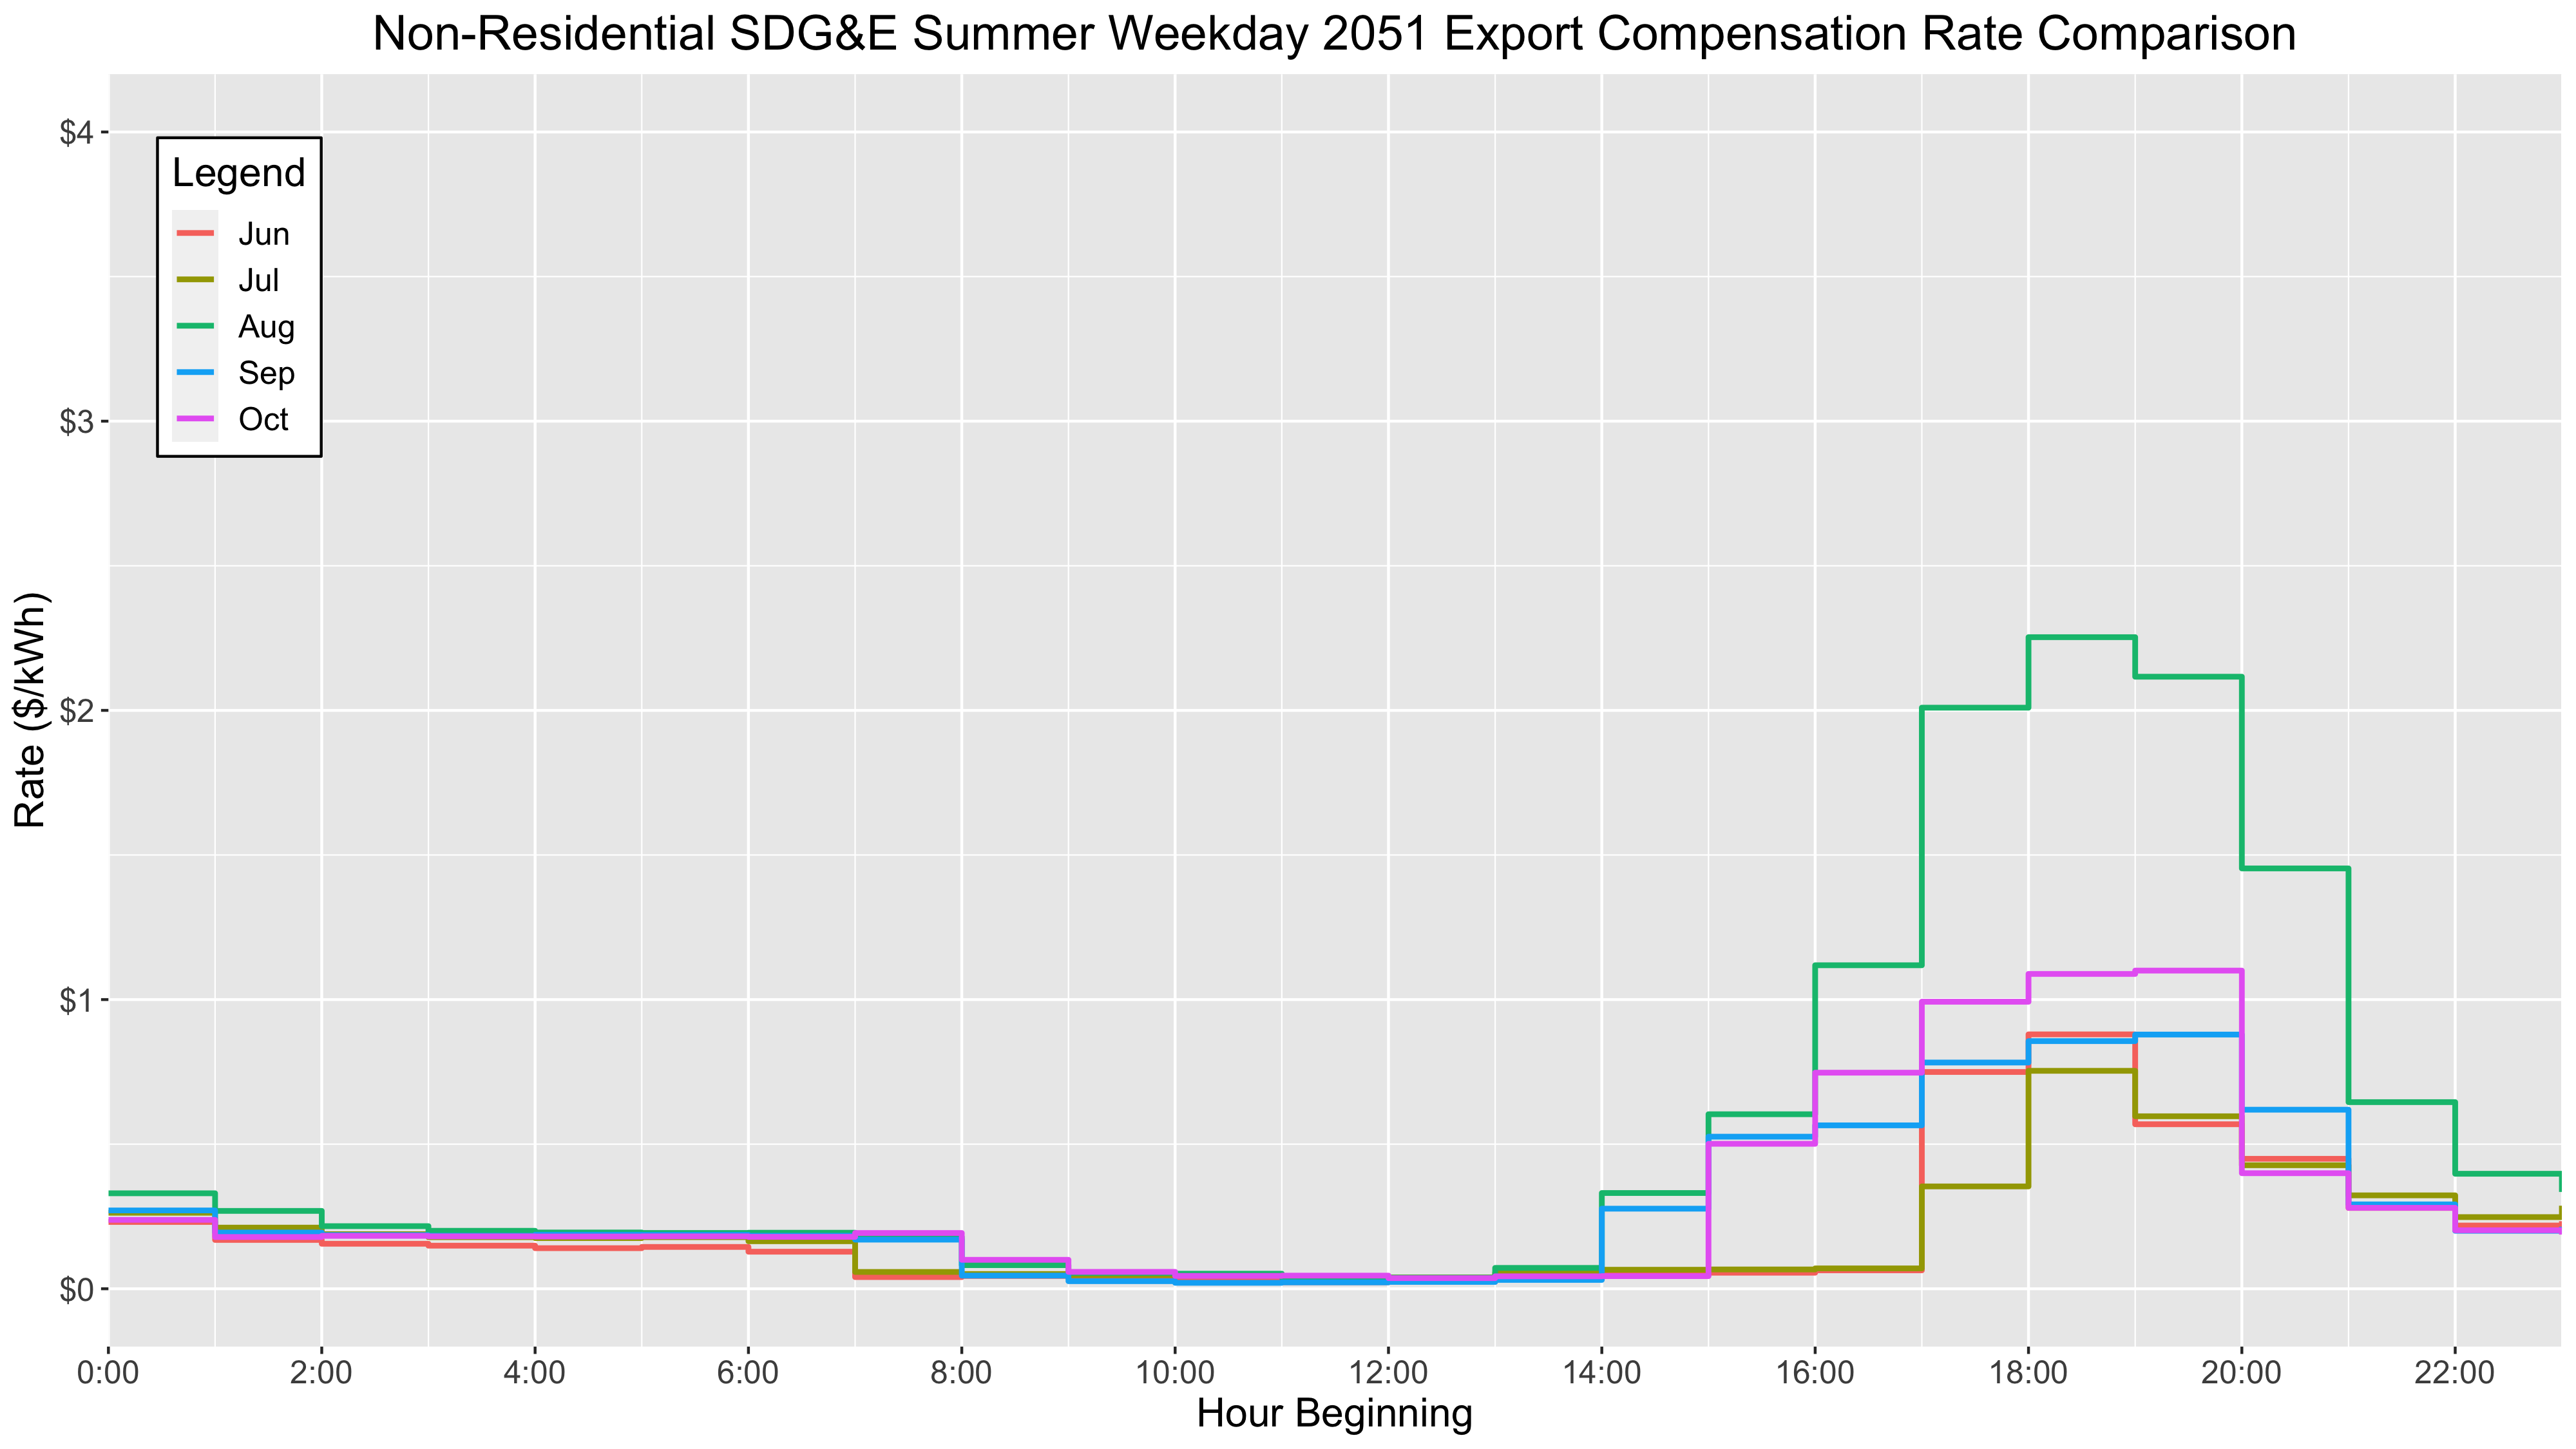 Non-Residential SDG&E Summer Weekday 2051 Export Compensation Rate Comparison
$4
$3
$2
$1
$0
Rate ($/kWh)
Legend
Jun
Jul
Aug
Sep
Oct
0:00 2:00 4:00 6:00 8:00 10:00 12:00 14:00 16:00 18:00 20:00 22:00
Hour Beginning